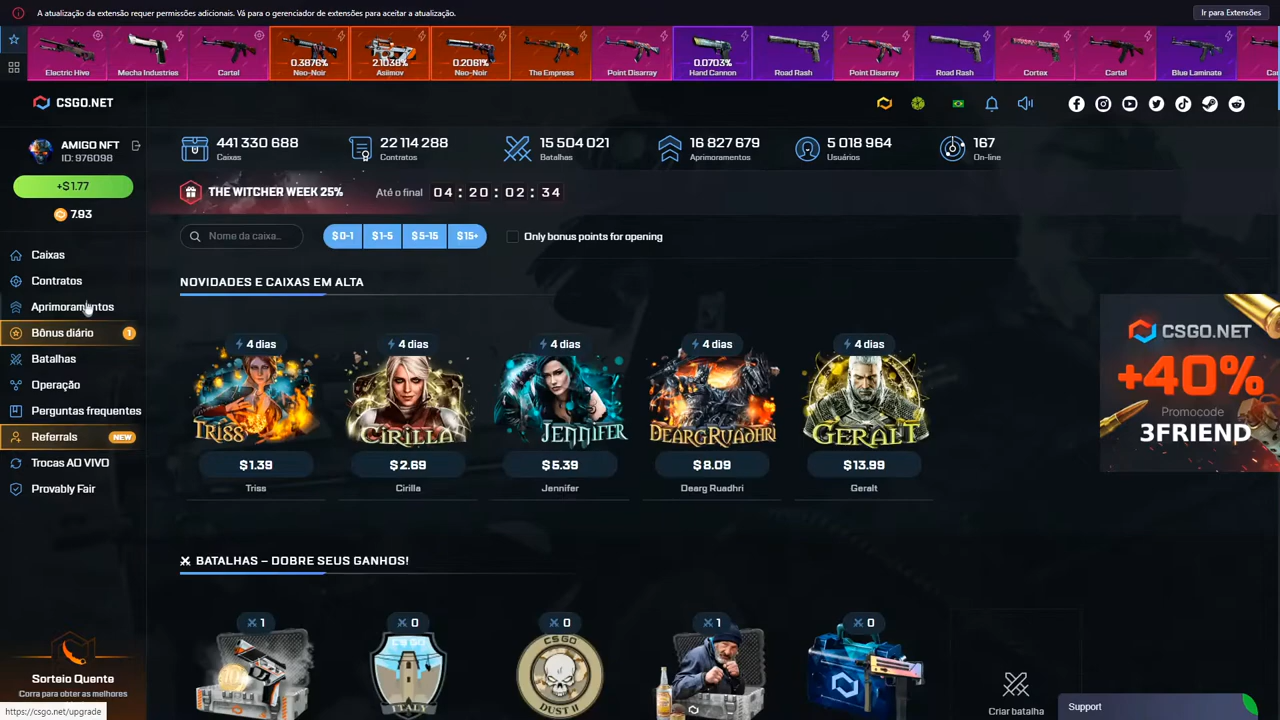 A atualização da extensão requer permissões adicionais. Vá para o gerenciador de extensões para aceitar a atualização.
Ir para Extensões
Electric Hive
Mecha Industries
Cartel
0.3876%
Neo-Noir
2.1036%
Asiimov
0.2061%
Neo-Noir
The Empress
Point Disarray
0.0703%
Hand Cannon
Road Rash
Point Disarray
Road Rash
Cortex
Cartel
Blue Laminate
CSGO.NET
AMIGO NFT
ID: 976098
+$ 1.77
7.93
441 330 688
Caixas
22 114 288
Contratos
15 504 021
Batalhas
16 827 679
Aprimoramentos
5 018 964
Usuários
167
On-line
THE WITCHER WEEK 25%
Até o final
04 : 20 : 02 : 34
Nome da caixa...
$ 0-1
$ 1-5
$ 5-15
$ 15+
Only bonus points for opening
Caixas
Contratos
Aprimoramentos
Bônus diário 1
Batalhas
Operação
Perguntas frequentes
Referrals NEW
Trocas AO VIVO
Provably Fair
NOVIDADES E CAIXAS EM ALTA
4 dias
TRISS
$ 1.39
Triss
4 dias
CIRILLA
$ 2.69
Cirilla
4 dias
JENNIFER
$ 5.39
Jennifer
4 dias
DEARG RUADHRI
$ 8.09
Dearg Ruadhri
4 dias
GERALT
$ 13.99
Geralt
CSGO.NET
+40%
Promocode
3FRIEND
BATALHAS – DOBRE SEUS GANHOS!
1
0
ITALY
0
CS GO
DUST II
1
0
Criar batalha
Sorteio Quente
Corra para obter as melhores
https://csgo.net/upgrade
Support